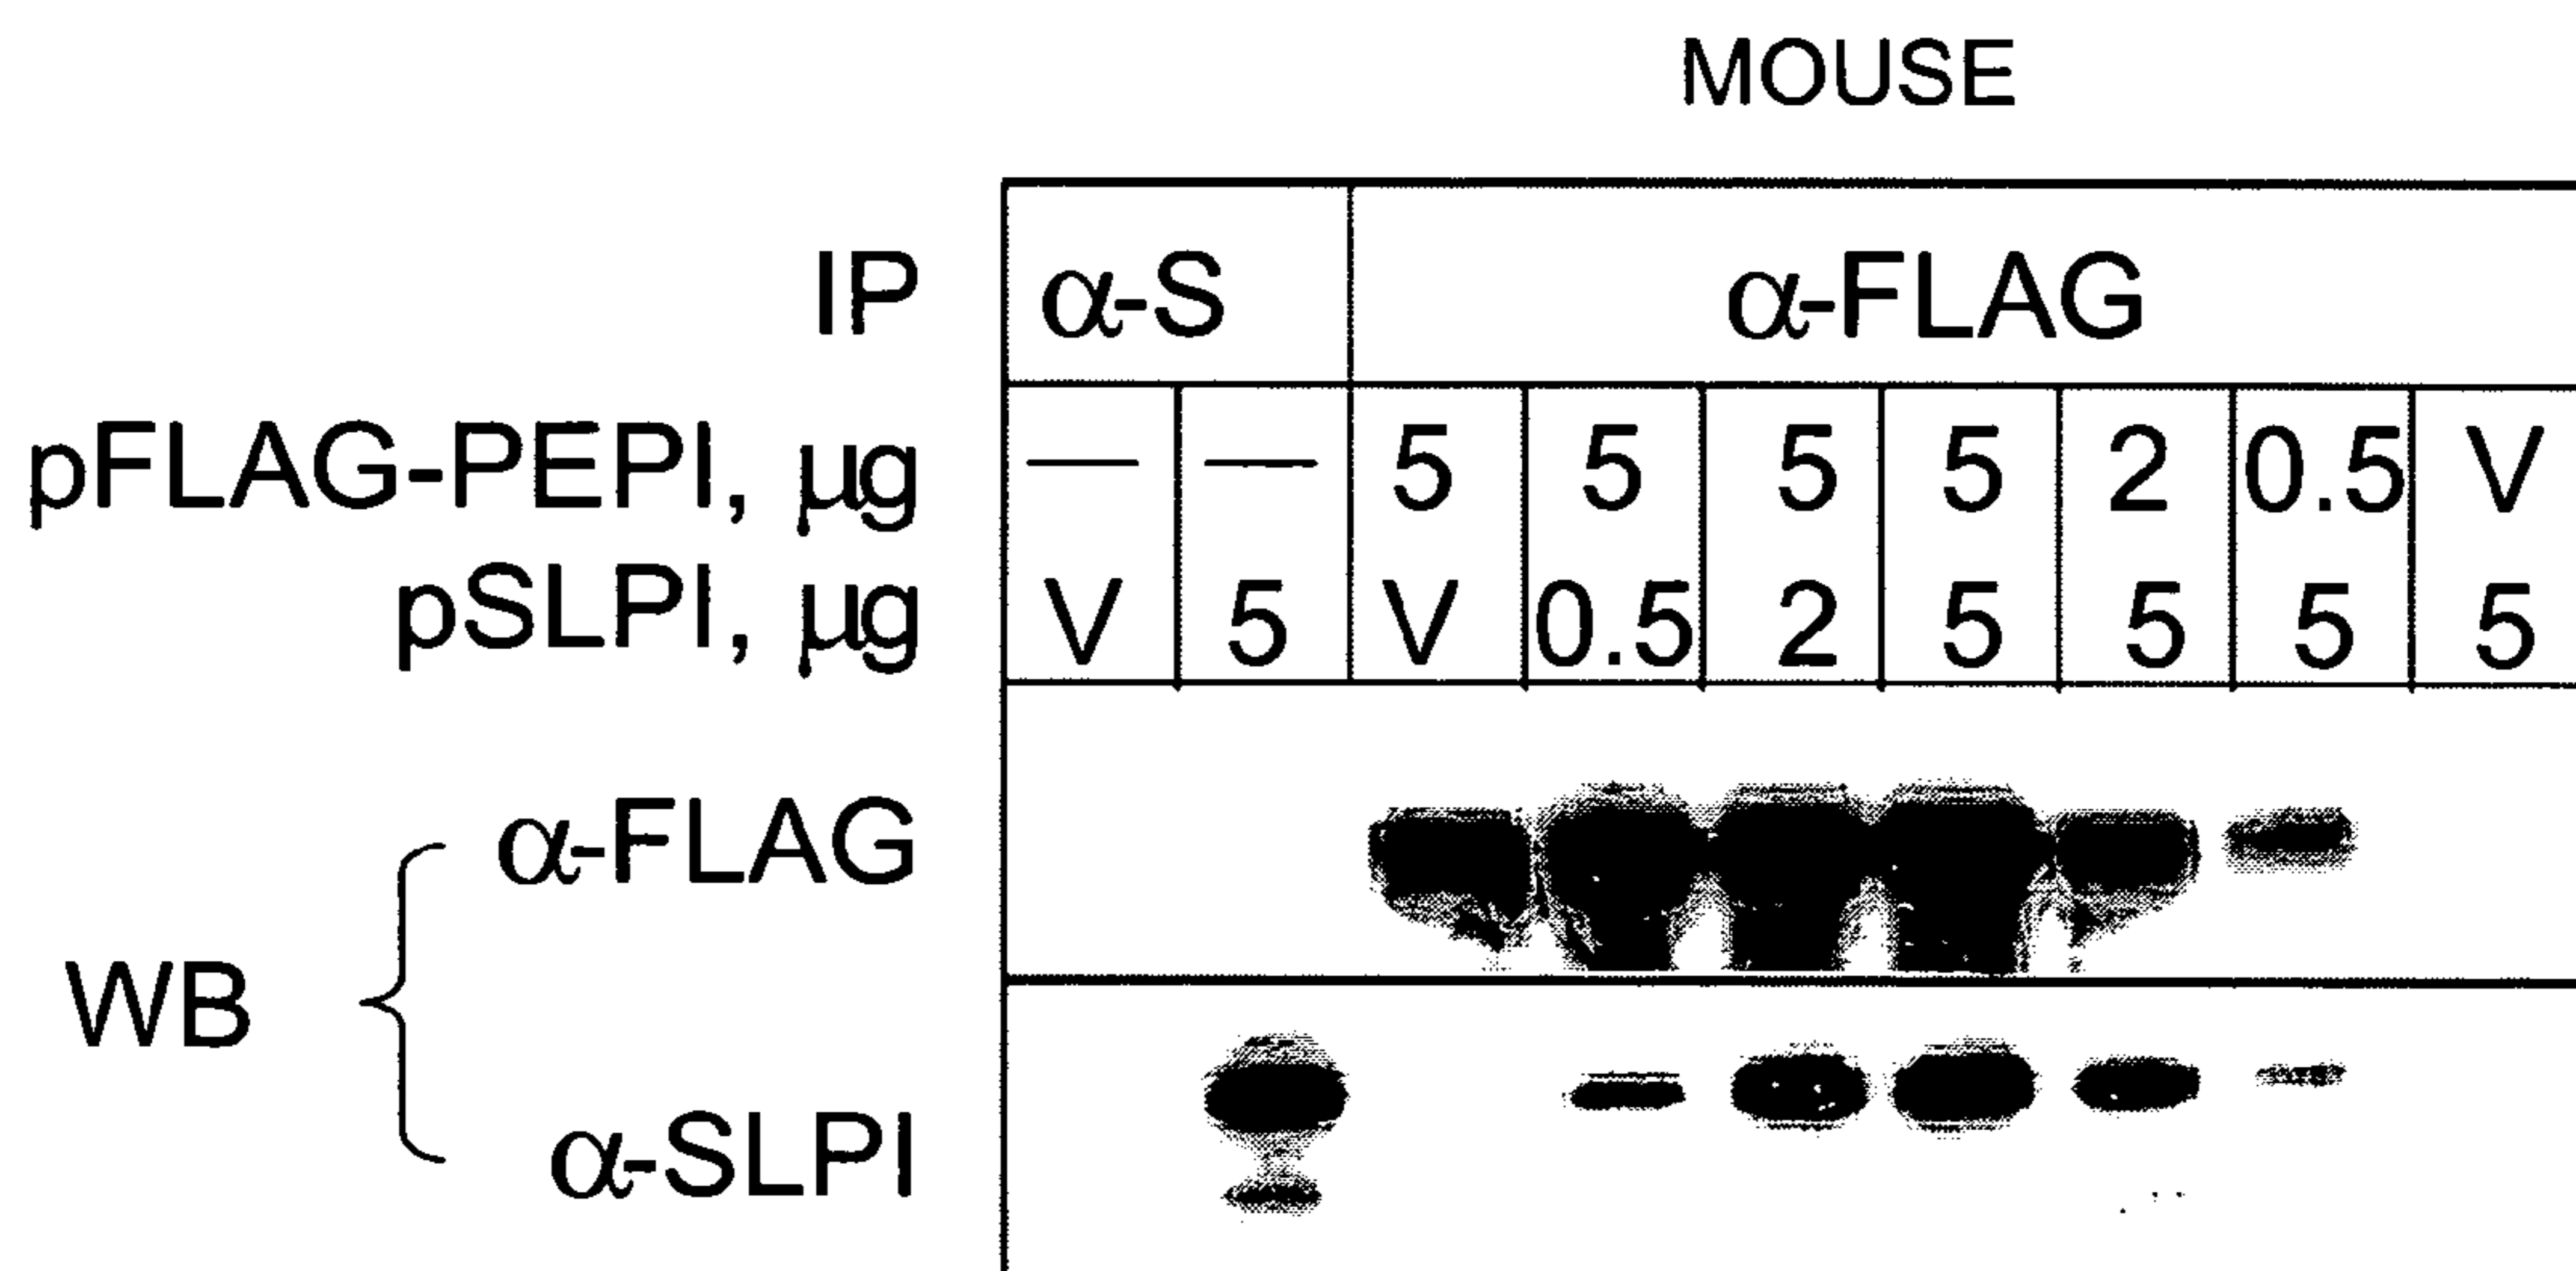 MOUSE
IP α-S α-FLAG
pFLAG-PEPI, µg — — 5 5 5 5 2 0.5 V
pSLPI, µg V 5 V 0.5 2 5 5 5 5
α-FLAG
WB
α-SLPI